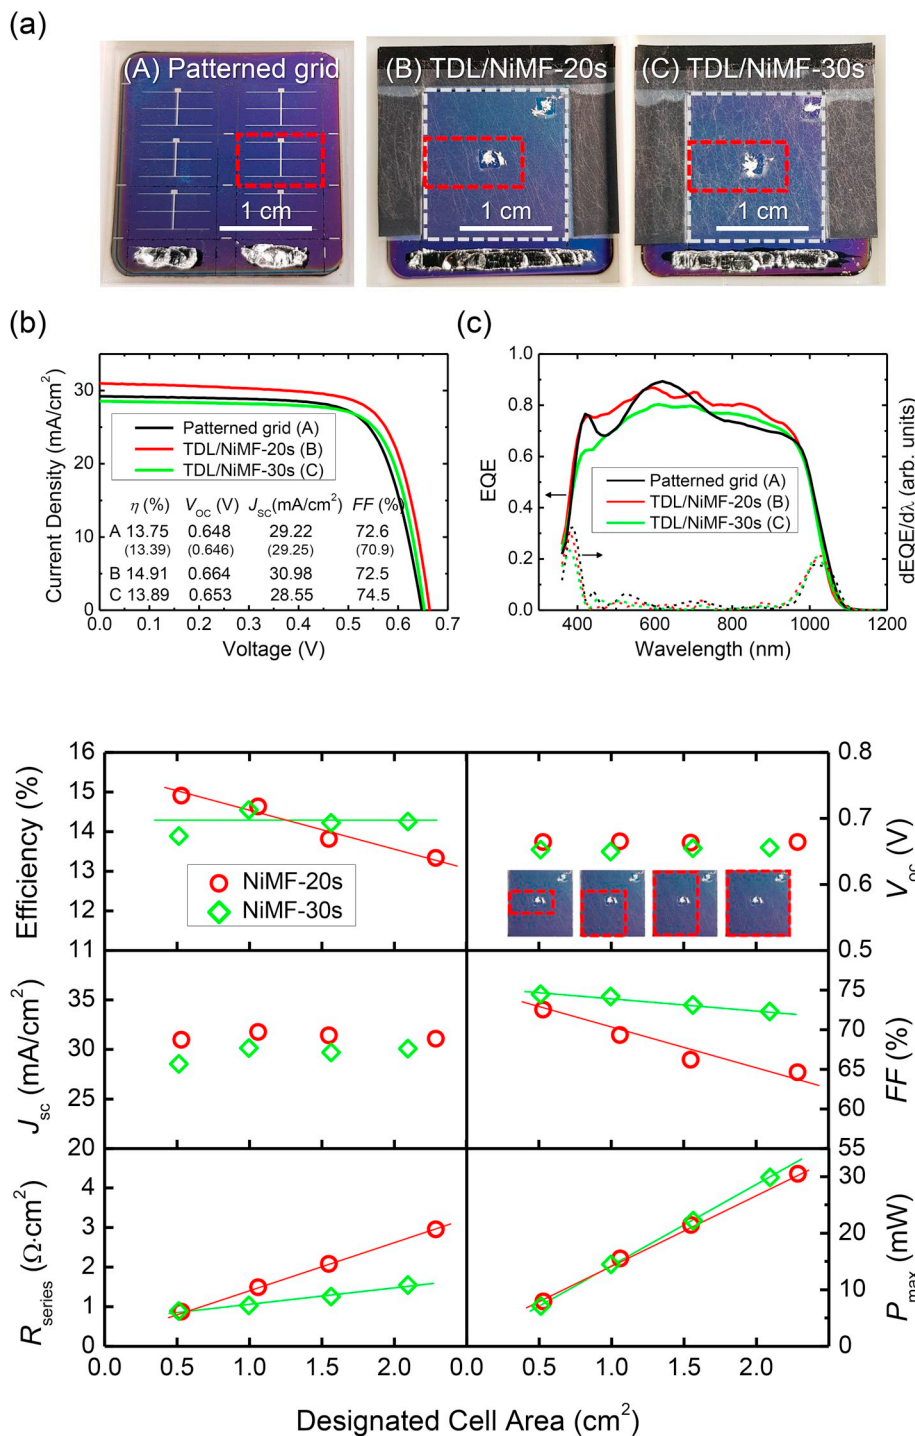 (a)
(A) Patterned grid
(B) TDL/NiMF-20s
(C) TDL/NiMF-30s
1 cm
1 cm
1 cm
(b)
Current Density (mA/cm²)
30
20
10
0
Patterned grid (A)
TDL/NiMF-20s (B)
TDL/NiMF-30s (C)
η (%) V_OC (V) J_SC(mA/cm²) FF (%)
A 13.75 0.648 29.22 72.6
(13.39) (0.646) (29.25) (70.9)
B 14.91 0.664 30.98 72.5
C 13.89 0.653 28.55 74.5
0.0 0.1 0.2 0.3 0.4 0.5 0.6 0.7
Voltage (V)
(c)
EQE
1.0
0.8
0.6
0.4
0.2
0.0
Patterned grid (A)
TDL/NiMF-20s (B)
TDL/NiMF-30s (C)
dEQE/dλ (arb. units)
400 600 800 1000 1200
Wavelength (nm)
Efficiency (%)
16
15
14
13
12
11
NiMF-20s
NiMF-30s
0.8
0.7
0.6
0.5
V_oc (V)
J_sc (mA/cm²)
35
30
25
20
75
70
65
60
55
FF (%)
R_series (Ω·cm²)
4
3
2
1
0
30
20
10
0
P_max (mW)
0.0 0.5 1.0 1.5 2.0 0.0 0.5 1.0 1.5 2.0
Designated Cell Area (cm²)